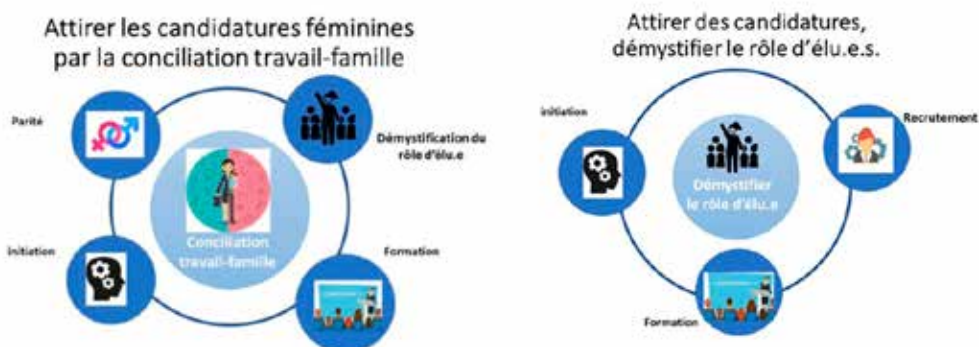 Attirer les candidatures féminines
par la conciliation travail-famille
Parité
Démystification du
rôle d'élu.e
Conciliation
travail-famille
initiation
Formation
Attirer des candidatures,
démystifier le rôle d'élu.e.s.
initiation
Recrutement
Démystifier
le rôle d'élu.e
Formation